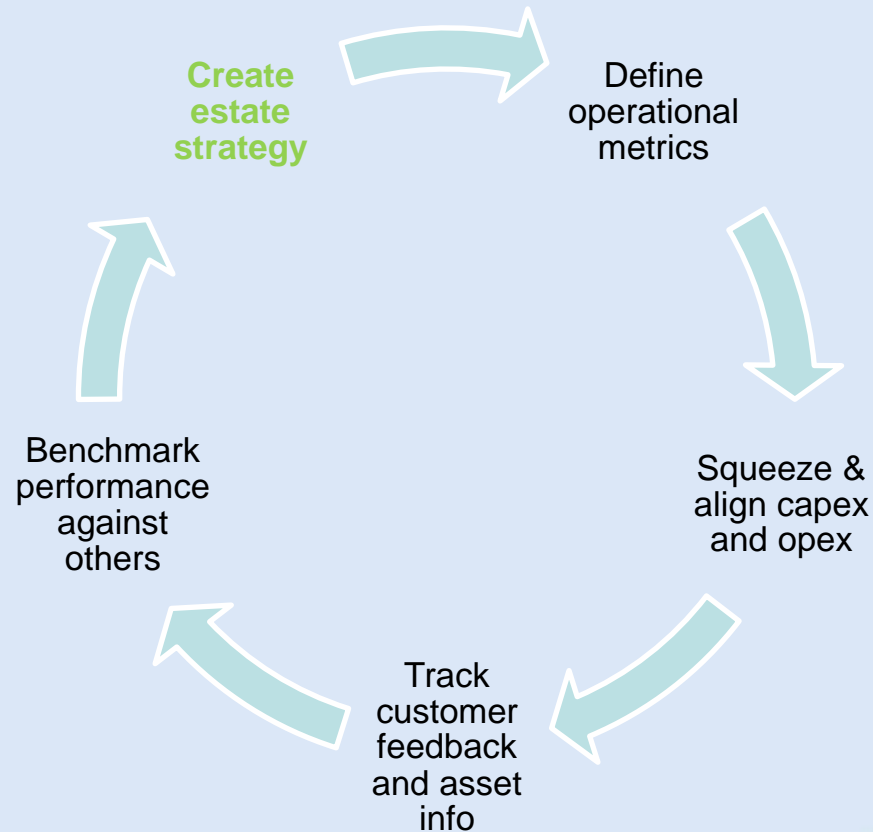 Create
estate
strategy
Define
operational
metrics
Squeeze &
align capex
and opex
Track
customer
feedback
and asset
info
Benchmark
performance
against
others